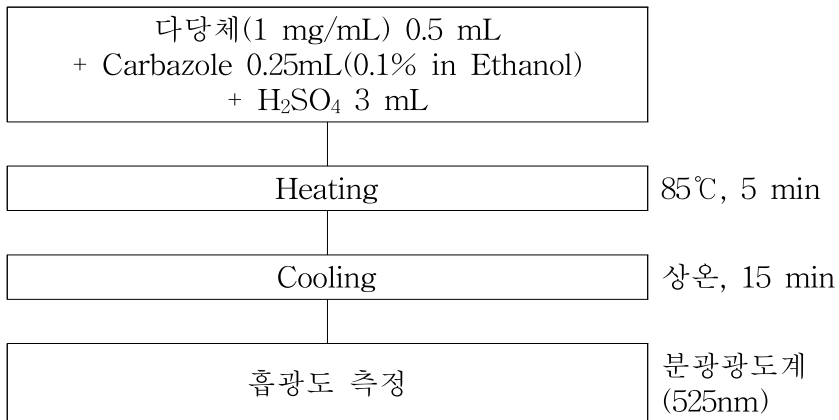 다당체(1 mg/mL) 0.5 mL
+ Carbazole 0.25mL(0.1% in Ethanol)
+ H₂SO₄ 3 mL
Heating
85℃, 5 min
Cooling
상온, 15 min
흡광도 측정
분광광도계
(525nm)